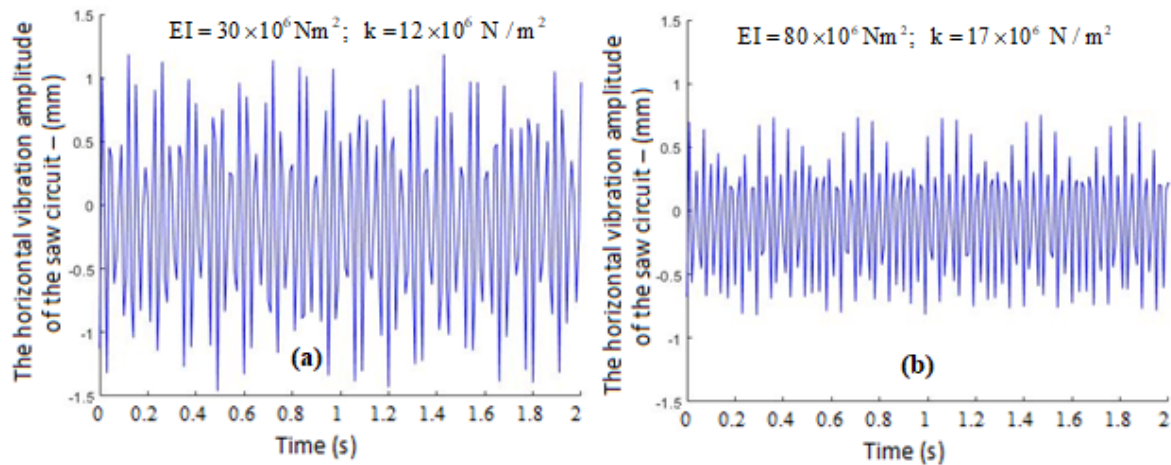 EI = 30 ×10⁶ Nm²; k = 12 ×10⁶ N / m²
The horizontal vibration amplitude
of the saw circuit – (mm)
1.5
1
0.5
0
-0.5
-1
-1.5
(a)
0 0.2 0.4 0.6 0.8 1 1.2 1.4 1.6 1.8 2
Time (s)
EI = 80 ×10⁶ Nm²; k = 17 ×10⁶ N / m²
The horizontal vibration amplitude
of the saw circuit – (mm)
1.5
1
0.5
0
-0.5
-1
-1.5
(b)
0 0.2 0.4 0.6 0.8 1 1.2 1.4 1.6 1.8 2
Time (s)